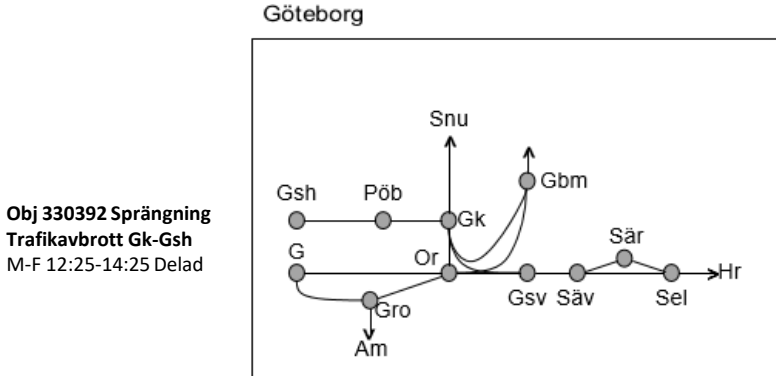 Göteborg
Obj 330392 Sprängning
Trafikavbrott Gk-Gsh
M-F 12:25-14:25 Delad
Snu
Gbm
Gsh Pöb Gk
Sär
G Or Hr
Gsv Säv Sel
Gro
Am